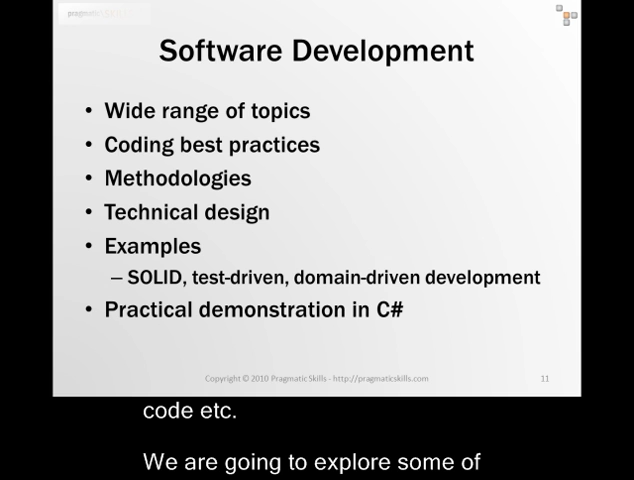 pragmaticSKILLS
Software Development
• Wide range of topics
• Coding best practices
• Methodologies
• Technical design
• Examples
– SOLID, test-driven, domain-driven development
• Practical demonstration in C#
Copyright © 2010 PragmaticSkills - http://pragmaticskills.com
11
code etc.
We are going to explore some of